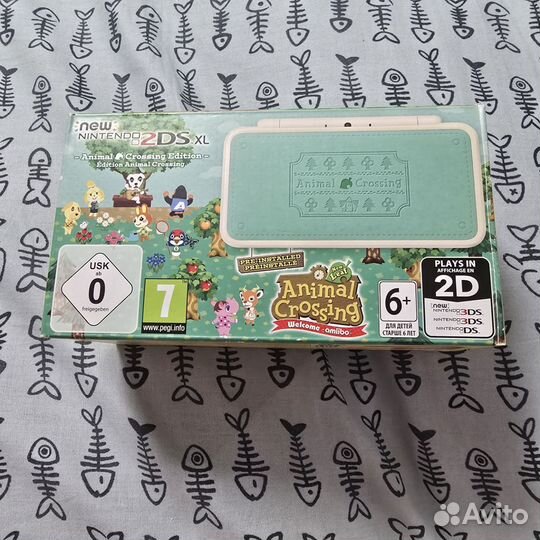 new
NINTENDO 2DS XL
- Animal Crossing Edition -
Edition Animal Crossing
Animal Crossing
USK
ab
0
freigegeben
7
www.pegi.info
PRE-INSTALLED
PRÉINSTALLÉ
new Leaf
Animal
Crossing
Welcome amiibo
6+
ДЛЯ ДЕТЕЙ
СТАРШЕ 6 ЛЕТ
PLAYS IN
AFFICHAGE EN
2D
new
NINTENDO 3DS
NINTENDO 3DS
NINTENDO DS
Avito